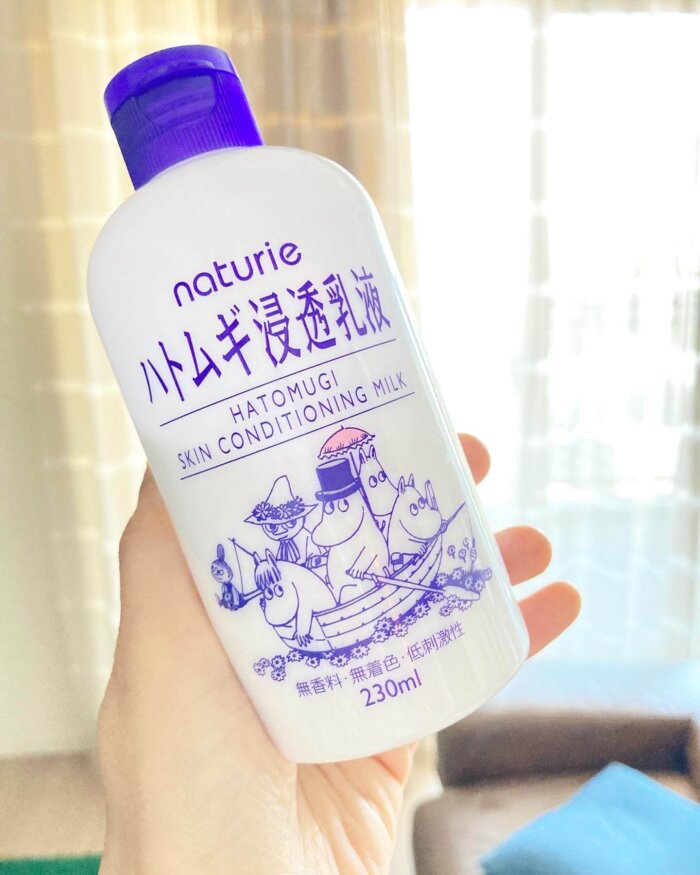 naturie
ハトムギ浸透乳液
HATOMUGI
SKIN CONDITIONING MILK
無香料・無着色・低刺激性
230ml